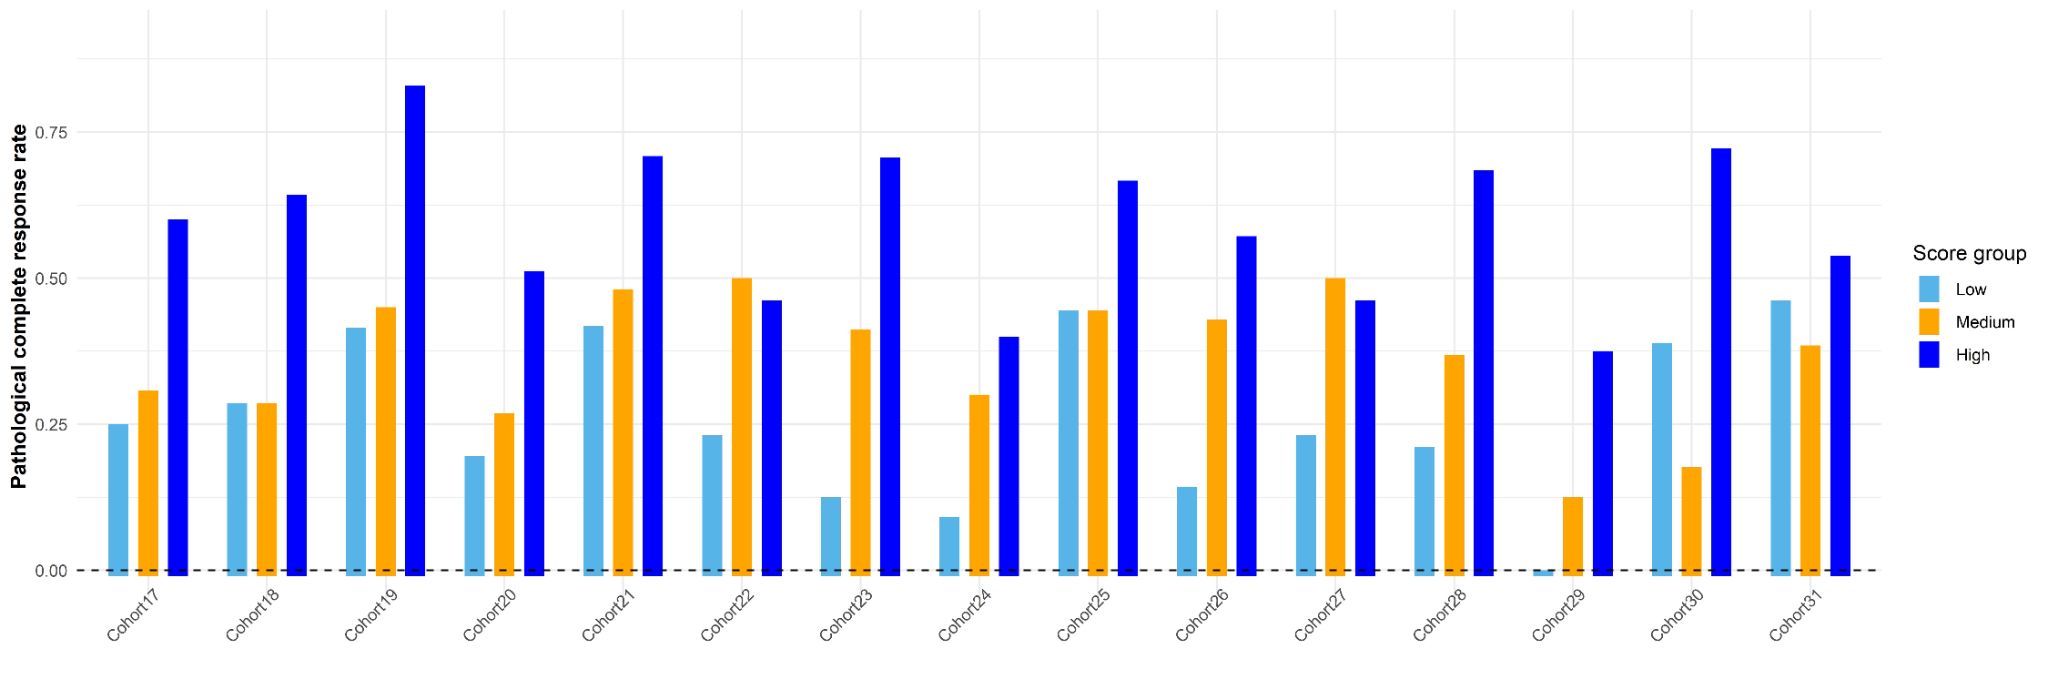 Pathological complete response rate
0.75
0.50
0.25
0.00
Cohort17
Cohort18
Cohort19
Cohort20
Cohort21
Cohort22
Cohort23
Cohort24
Cohort25
Cohort26
Cohort27
Cohort28
Cohort29
Cohort30
Cohort31
Score group
Low
Medium
High